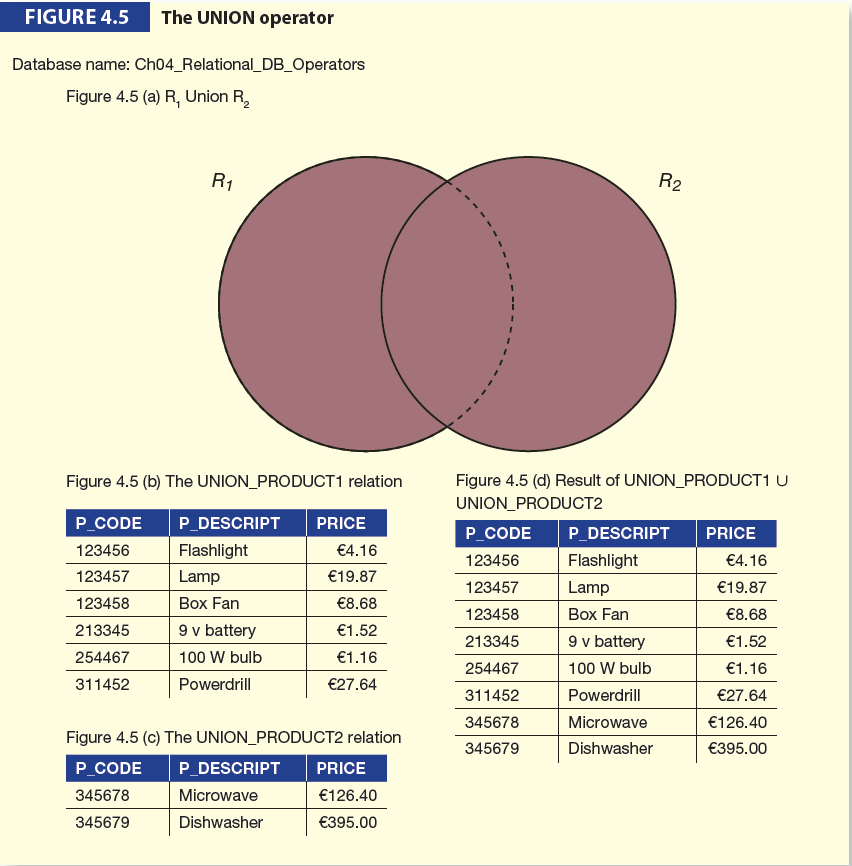 FIGURE 4.5 The UNION operator
Database name: Ch04_Relational_DB_Operators
Figure 4.5 (a) R1 Union R2
R1
R2
Figure 4.5 (b) The UNION_PRODUCT1 relation
P_CODE P_DESCRIPT PRICE
123456 Flashlight €4.16
123457 Lamp €19.87
123458 Box Fan €8.68
213345 9 v battery €1.52
254467 100 W bulb €1.16
311452 Powerdrill €27.64
Figure 4.5 (c) The UNION_PRODUCT2 relation
P_CODE P_DESCRIPT PRICE
345678 Microwave €126.40
345679 Dishwasher €395.00
Figure 4.5 (d) Result of UNION_PRODUCT1 ∪
UNION_PRODUCT2
P_CODE P_DESCRIPT PRICE
123456 Flashlight €4.16
123457 Lamp €19.87
123458 Box Fan €8.68
213345 9 v battery €1.52
254467 100 W bulb €1.16
311452 Powerdrill €27.64
345678 Microwave €126.40
345679 Dishwasher €395.00